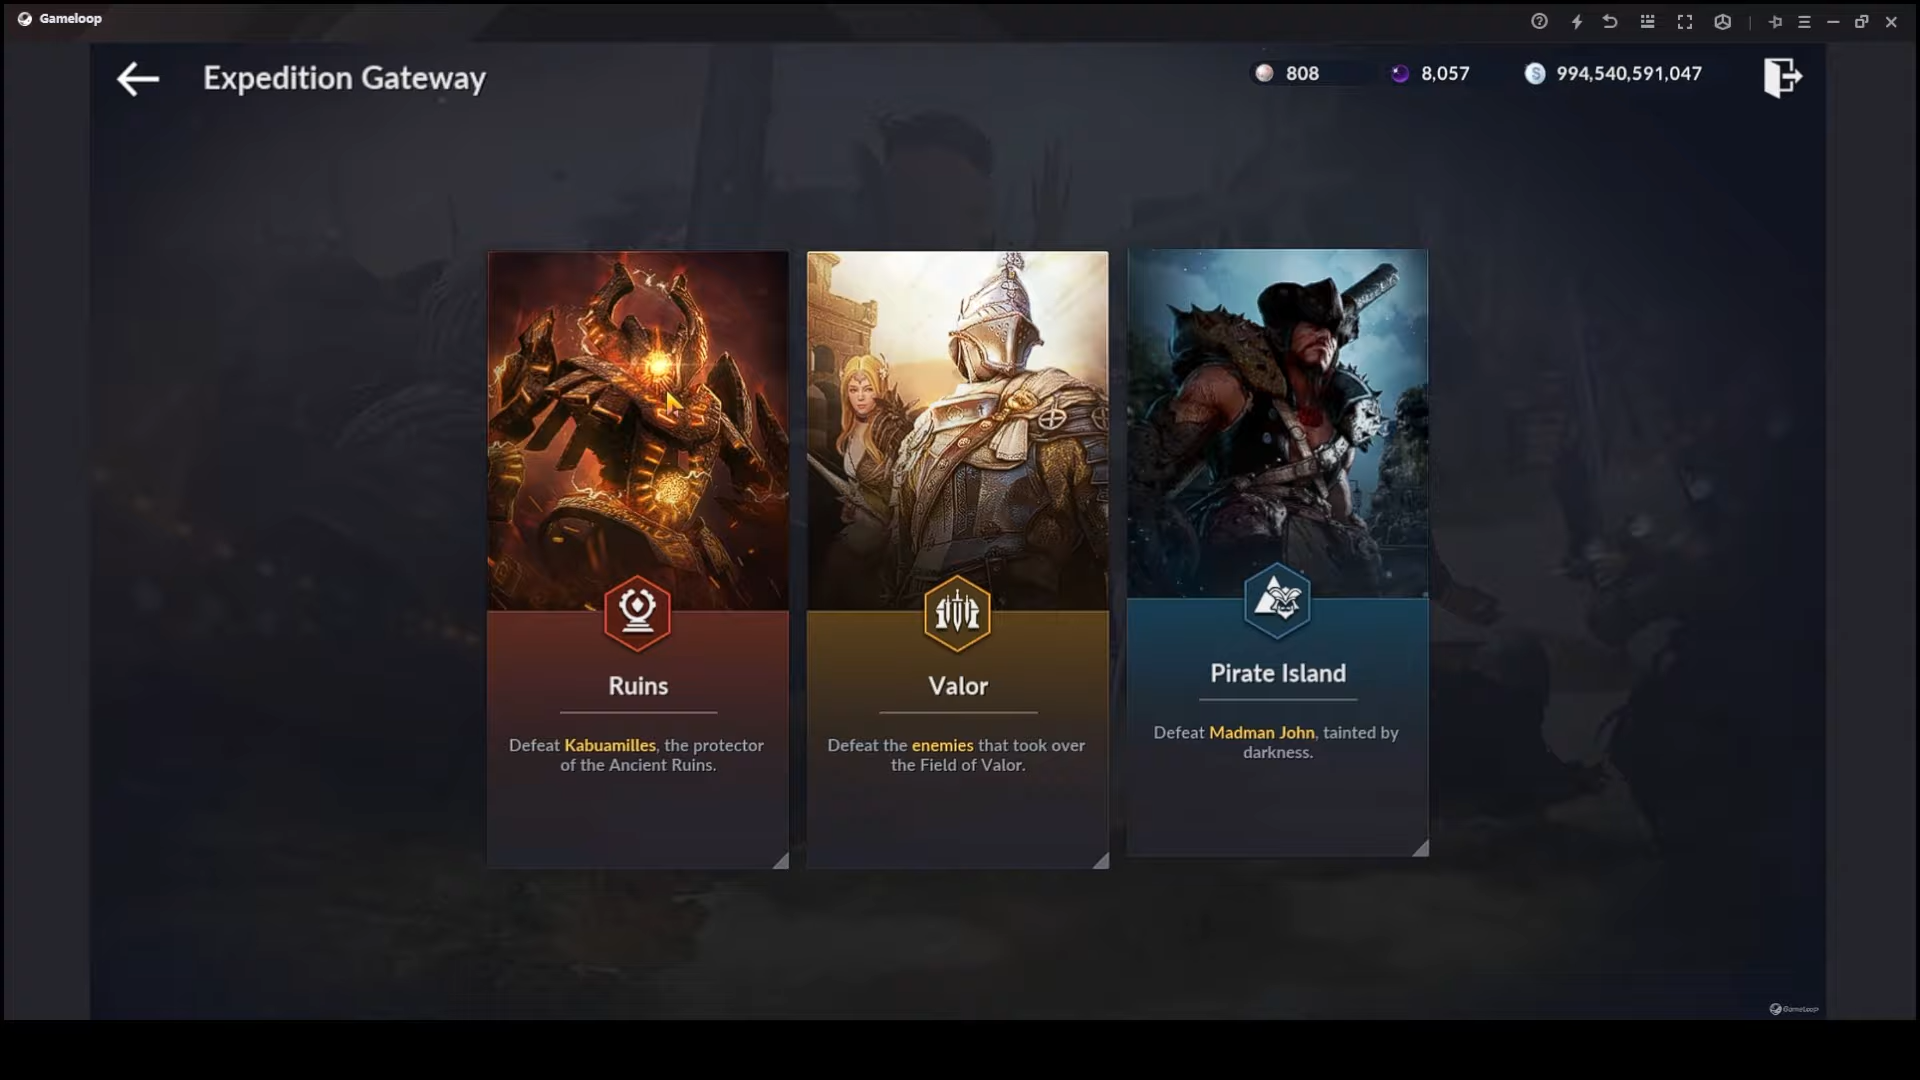 Gameloop
Expedition Gateway
808
8,057
994,540,591,047
Ruins
Defeat Kabuamilles, the protector
of the Ancient Ruins.
Valor
Defeat the enemies that took over
the Field of Valor.
Pirate Island
Defeat Madman John, tainted by
darkness.
GameLoop